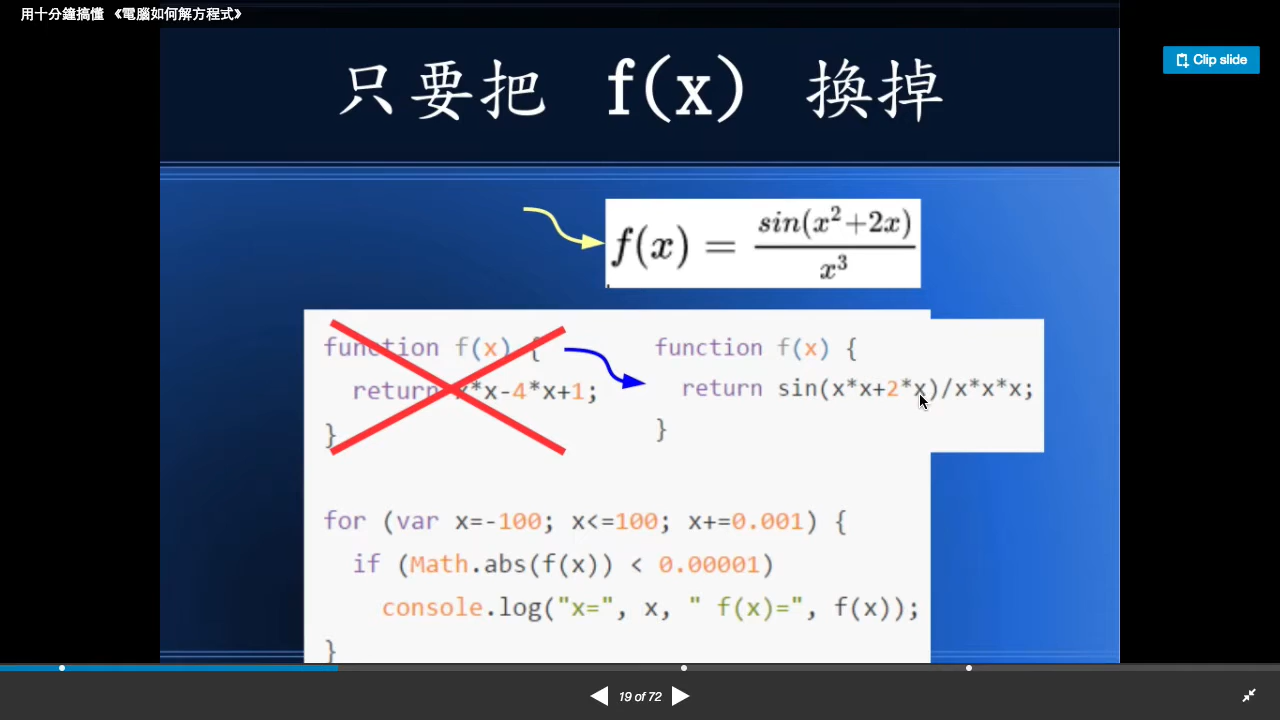 用十分鐘搞懂 《電腦如何解方程式》
Clip slide
只要把 f(x) 換掉
f(x) = sin(x²+2x) / x³
function f(x) {
return x*x-4*x+1;
}
function f(x) {
return sin(x*x+2*x)/x*x*x;
}
for (var x=-100; x<=100; x+=0.001) {
if (Math.abs(f(x)) < 0.00001)
console.log("x=", x, " f(x)=", f(x));
}
19 of 72